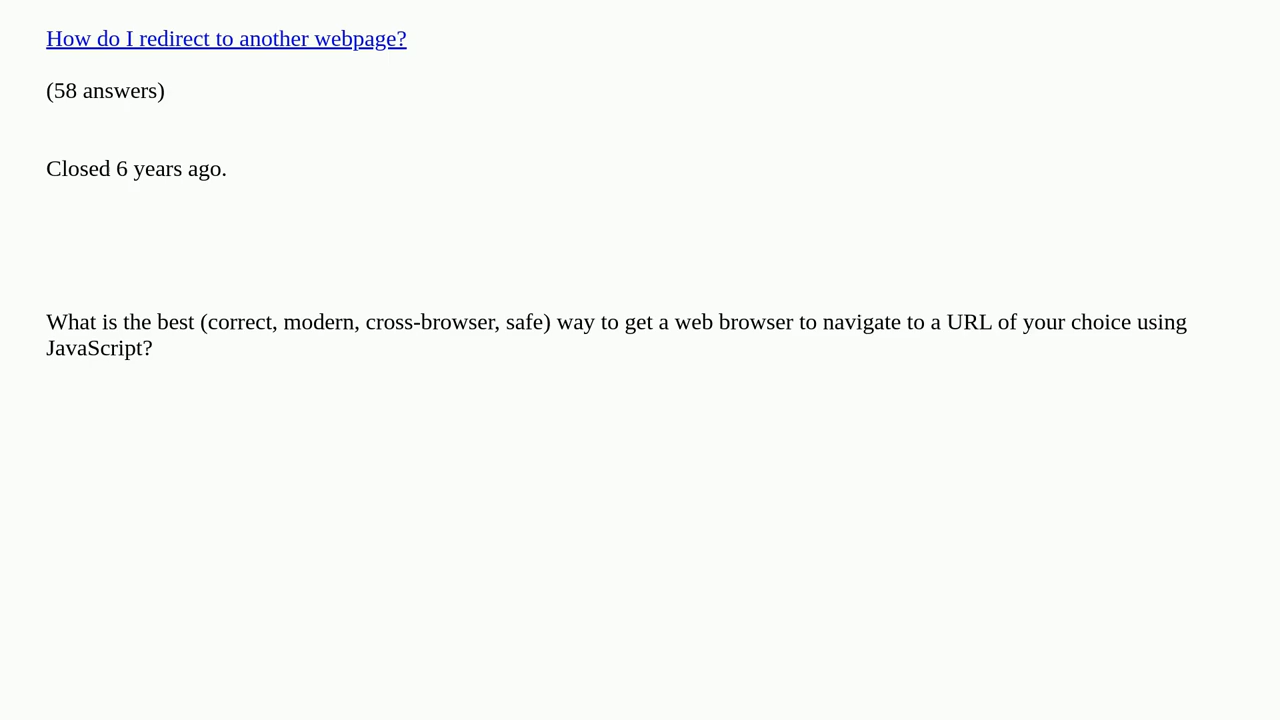 How do I redirect to another webpage?
(58 answers)
Closed 6 years ago.
What is the best (correct, modern, cross-browser, safe) way to get a web browser to navigate to a URL of your choice using
JavaScript?